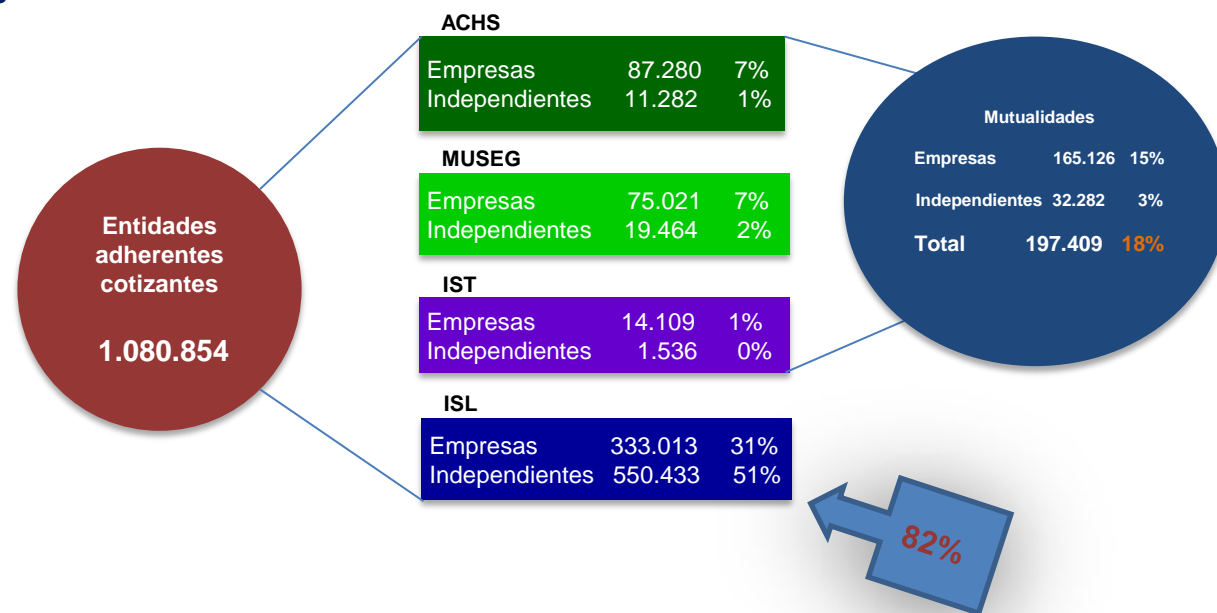 ACHS
Empresas 87.280 7%
Independientes 11.282 1%
MUSEG
Empresas 75.021 7%
Independientes 19.464 2%
IST
Empresas 14.109 1%
Independientes 1.536 0%
ISL
Empresas 333.013 31%
Independientes 550.433 51%
Entidades
adherentes
cotizantes
1.080.854
Mutualidades
Empresas 165.126 15%
Independientes 32.282 3%
Total 197.409 18%
82%